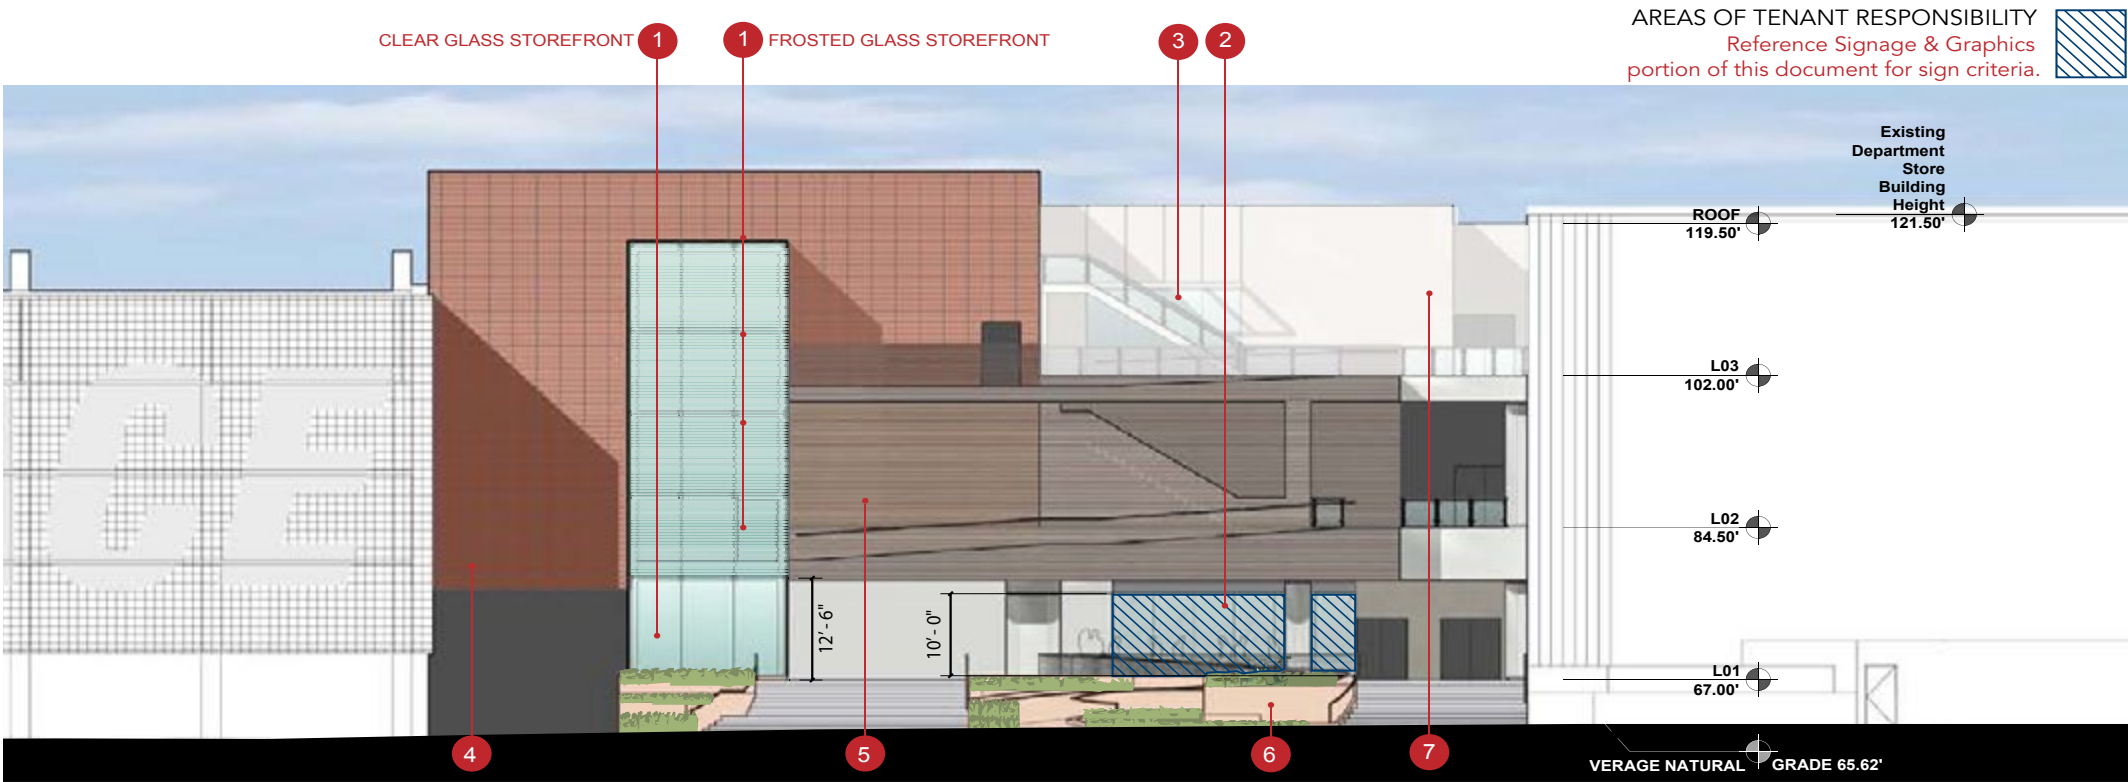 AREAS OF TENANT RESPONSIBILITY
Reference Signage & Graphics
portion of this document for sign criteria.
CLEAR GLASS STOREFRONT 1
1 FROSTED GLASS STOREFRONT
3 2
Existing
Department
Store
Building
Height
121.50'
ROOF
119.50'
L03
102.00'
L02
84.50'
L01
67.00'
CE
12'- 6"
10'- 0"
4 5 6 7
VERAGE NATURAL GRADE 65.62'